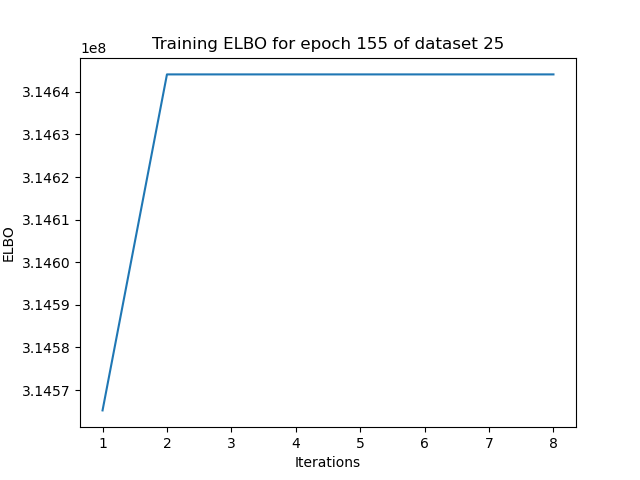 Training ELBO for epoch 155 of dataset 25
1e8
3.1464
3.1463
3.1462
3.1461
3.1460
3.1459
3.1458
3.1457
ELBO
1 2 3 4 5 6 7 8
Iterations